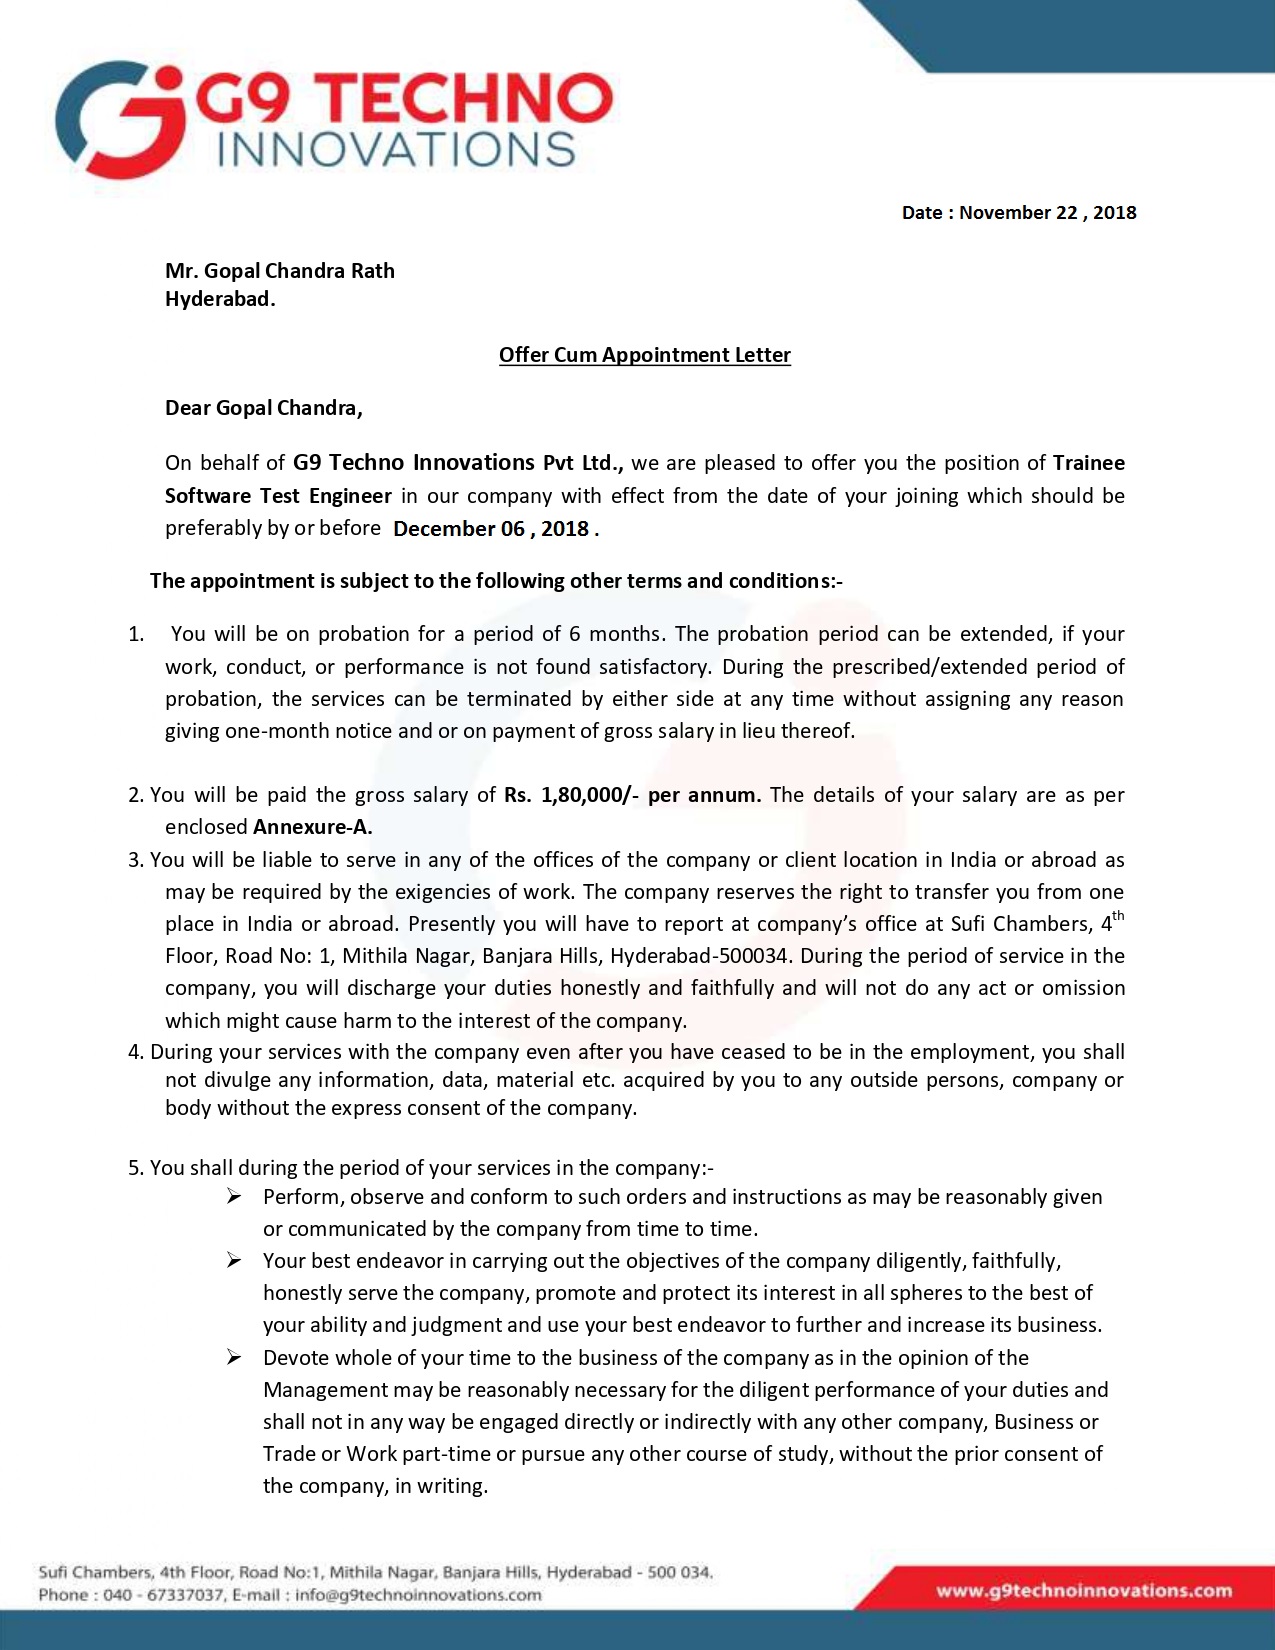 G9 TECHNO
INNOVATIONS
Date : November 22 , 2018
Mr. Gopal Chandra Rath
Hyderabad.
Offer Cum Appointment Letter
Dear Gopal Chandra,
On behalf of G9 Techno Innovations Pvt Ltd., we are pleased to offer you the position of Trainee
Software Test Engineer in our company with effect from the date of your joining which should be
preferably by or before December 06 , 2018 .
The appointment is subject to the following other terms and conditions:-
1. You will be on probation for a period of 6 months. The probation period can be extended, if your
work, conduct, or performance is not found satisfactory. During the prescribed/extended period of
probation, the services can be terminated by either side at any time without assigning any reason
giving one-month notice and or on payment of gross salary in lieu thereof.
2. You will be paid the gross salary of Rs. 1,80,000/- per annum. The details of your salary are as per
enclosed Annexure-A.
3. You will be liable to serve in any of the offices of the company or client location in India or abroad as
may be required by the exigencies of work. The company reserves the right to transfer you from one
place in India or abroad. Presently you will have to report at company’s office at Sufi Chambers, 4th
Floor, Road No: 1, Mithila Nagar, Banjara Hills, Hyderabad-500034. During the period of service in the
company, you will discharge your duties honestly and faithfully and will not do any act or omission
which might cause harm to the interest of the company.
4. During your services with the company even after you have ceased to be in the employment, you shall
not divulge any information, data, material etc. acquired by you to any outside persons, company or
body without the express consent of the company.
5. You shall during the period of your services in the company:-
➢ Perform, observe and conform to such orders and instructions as may be reasonably given
or communicated by the company from time to time.
➢ Your best endeavor in carrying out the objectives of the company diligently, faithfully,
honestly serve the company, promote and protect its interest in all spheres to the best of
your ability and judgment and use your best endeavor to further and increase its business.
➢ Devote whole of your time to the business of the company as in the opinion of the
Management may be reasonably necessary for the diligent performance of your duties and
shall not in any way be engaged directly or indirectly with any other company, Business or
Trade or Work part-time or pursue any other course of study, without the prior consent of
the company, in writing.
Sufi Chambers, 4th Floor, Road No:1, Mithila Nagar, Banjara Hills, Hyderabad - 500 034.
Phone : 040 - 67337037, E-mail : info@g9technoinnovations.com
www.g9technoinnovations.com